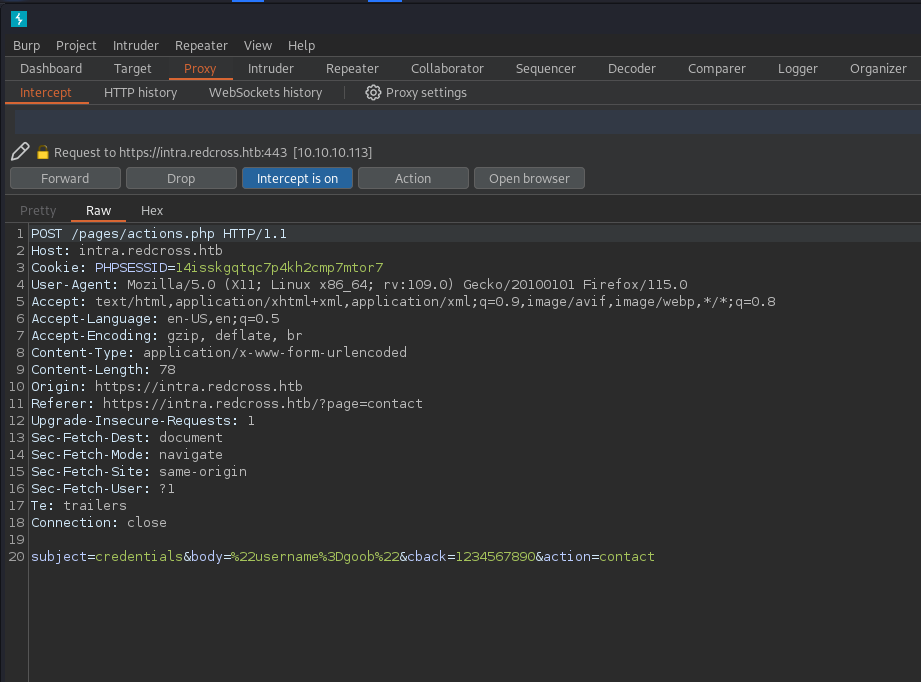 Burp Project Intruder Repeater View Help
Dashboard Target Proxy Intruder Repeater Collaborator Sequencer Decoder Comparer Logger Organizer
Intercept HTTP history WebSockets history Proxy settings
Request to https://intra.redcross.htb:443 [10.10.10.113]
Forward Drop Intercept is on Action Open browser
Pretty Raw Hex
1 POST /pages/actions.php HTTP/1.1
2 Host: intra.redcross.htb
3 Cookie: PHPSESSID=14isskgqtqc7p4kh2cmp7mtor7
4 User-Agent: Mozilla/5.0 (X11; Linux x86_64; rv:109.0) Gecko/20100101 Firefox/115.0
5 Accept: text/html,application/xhtml+xml,application/xml;q=0.9,image/avif,image/webp,*/*;q=0.8
6 Accept-Language: en-US,en;q=0.5
7 Accept-Encoding: gzip, deflate, br
8 Content-Type: application/x-www-form-urlencoded
9 Content-Length: 78
10 Origin: https://intra.redcross.htb
11 Referer: https://intra.redcross.htb/?page=contact
12 Upgrade-Insecure-Requests: 1
13 Sec-Fetch-Dest: document
14 Sec-Fetch-Mode: navigate
15 Sec-Fetch-Site: same-origin
16 Sec-Fetch-User: ?1
17 Te: trailers
18 Connection: close
19
20 subject=credentials&body=%22username%3Dgoob%22&cback=1234567890&action=contact